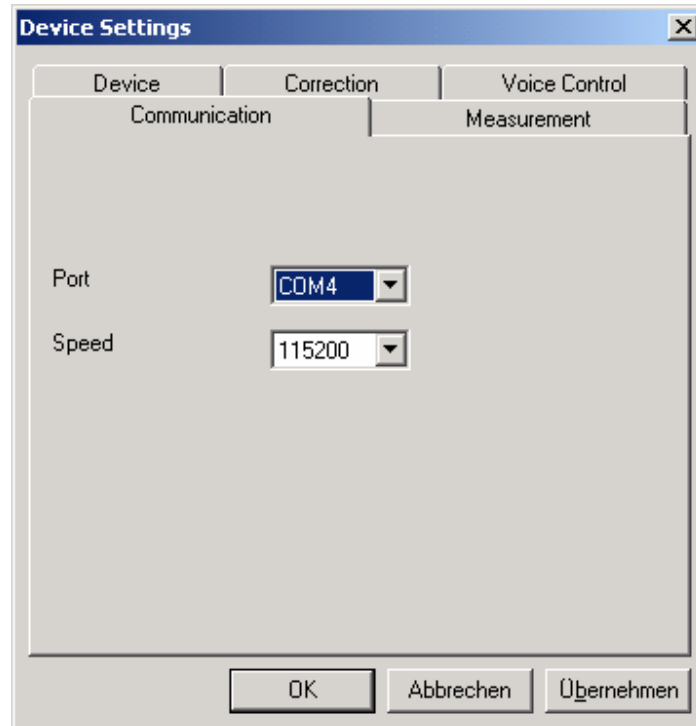 Device Settings
Device Correction Voice Control
Communication Measurement
Port COM4
Speed 115200
OK Abbrechen Übernehmen